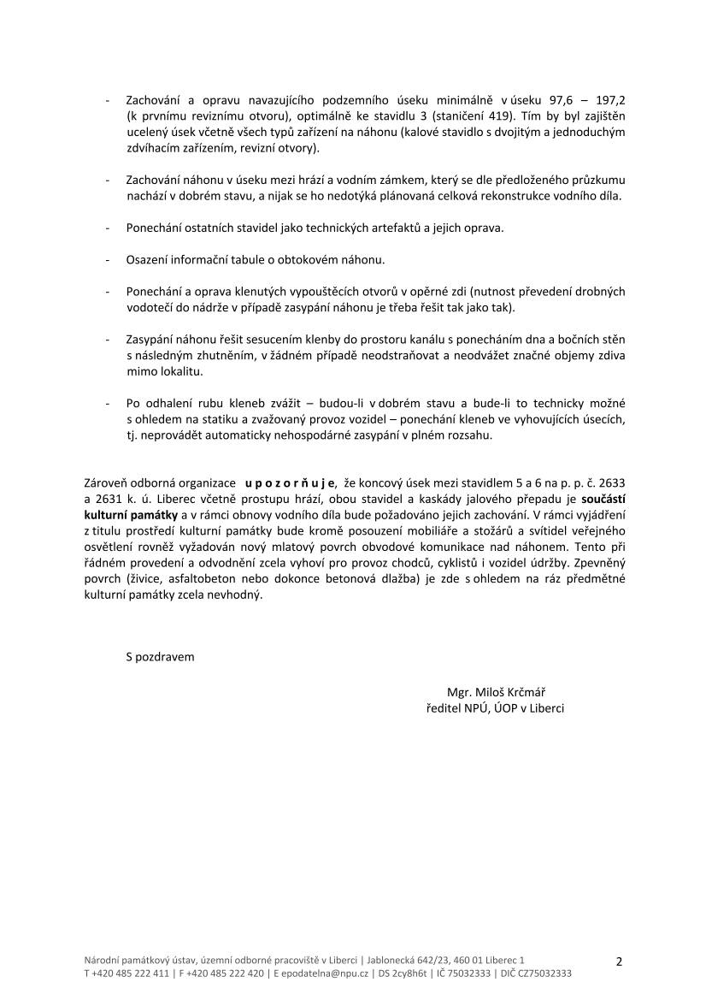 - Zachování a opravu navazujícího podzemního úseku minimálně v úseku 97,6 – 197,2
(k prvnímu reviznímu otvoru), optimálně ke stavidlu 3 (staničení 419). Tím by byl zajištěn
ucelený úsek včetně všech typů zařízení na náhonu (kalové stavidlo s dvojitým a jednoduchým
zdvíhacím zařízením, revizní otvory).
- Zachování náhonu v úseku mezi hrází a vodním zámkem, který se dle předloženého průzkumu
nachází v dobrém stavu, a nijak se ho nedotýká plánovaná celková rekonstrukce vodního díla.
- Ponechání ostatních stavidel jako technických artefaktů a jejich oprava.
- Osazení informační tabule o obtokovém náhonu.
- Ponechání a oprava klenutých vypouštěcích otvorů v opěrné zdi (nutnost převedení drobných
vodotečí do nádrže v případě zasypání náhonu je třeba řešit tak jako tak).
- Zasypání náhonu řešit sesucením klenby do prostoru kanálu s ponecháním dna a bočních stěn
s následným zhutněním, v žádném případě neodstraňovat a neodvážet značné objemy zdiva
mimo lokalitu.
- Po odhalení rubu kleneb zvážit – budou-li v dobrém stavu a bude-li to technicky možné
s ohledem na statiku a zvažovaný provoz vozidel – ponechání kleneb ve vyhovujících úsecích,
tj. neprovádět automaticky nehospodárné zasypání v plném rozsahu.
Zároveň odborná organizace u p o z o r ň u j e, že koncový úsek mezi stavidlem 5 a 6 na p. p. č. 2633
a 2631 k. ú. Liberec včetně prostupu hrází, obou stavidel a kaskády jalového přepadu je součástí
kulturní památky a v rámci obnovy vodního díla bude požadováno jejich zachování. V rámci vyjádření
z titulu prostředí kulturní památky bude kromě posouzení mobiliáře a stožárů a svítidel veřejného
osvětlení rovněž vyžadován nový mlatový povrch obvodové komunikace nad náhonem. Tento při
řádném provedení a odvodnění zcela vyhoví pro provoz chodců, cyklistů i vozidel údržby. Zpevněný
povrch (živice, asfaltobeton nebo dokonce betonová dlažba) je zde s ohledem na ráz předmětné
kulturní památky zcela nevhodný.
S pozdravem
Mgr. Miloš Krčmář
ředitel NPÚ, ÚOP v Liberci
Národní památkový ústav, územní odborné pracoviště v Liberci | Jablonecká 642/23, 460 01 Liberec 1
2
T +420 485 222 411 | F +420 485 222 420 | E epodatelna@npu.cz | DS 2cy8h6t | IČ 75032333 | DIČ CZ75032333